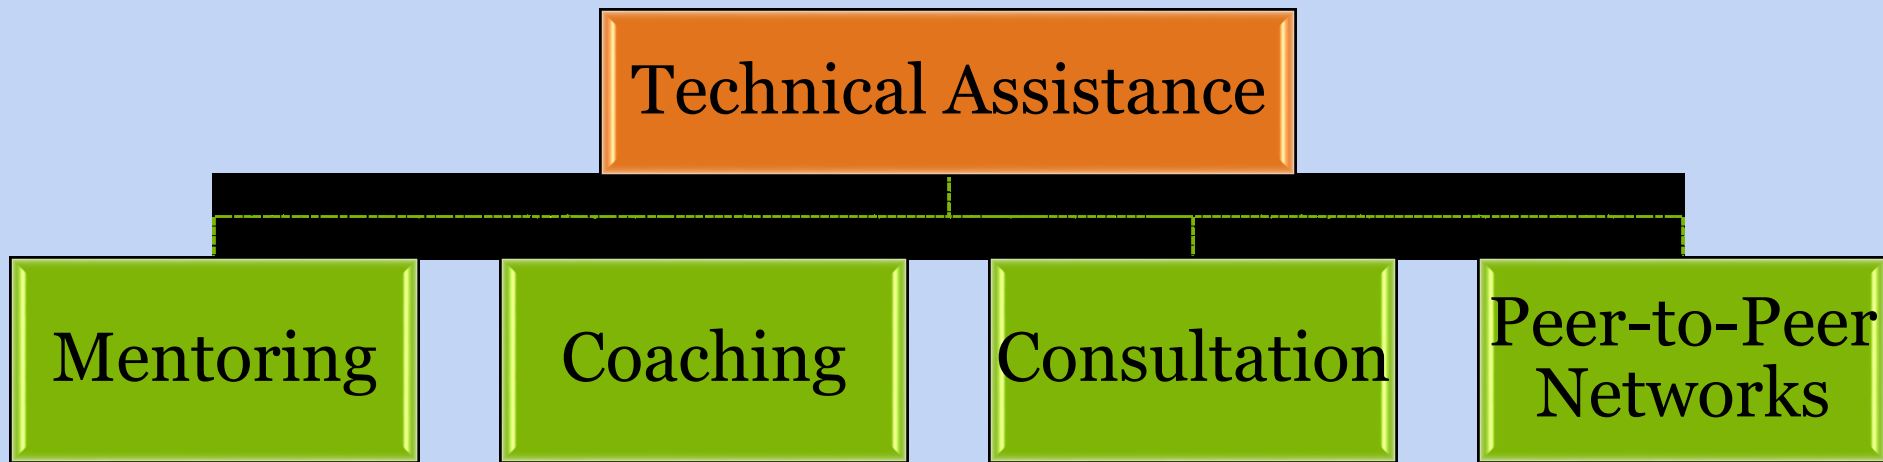 Technical Assistance
Mentoring
Coaching
Consultation
Peer-to-Peer
Networks